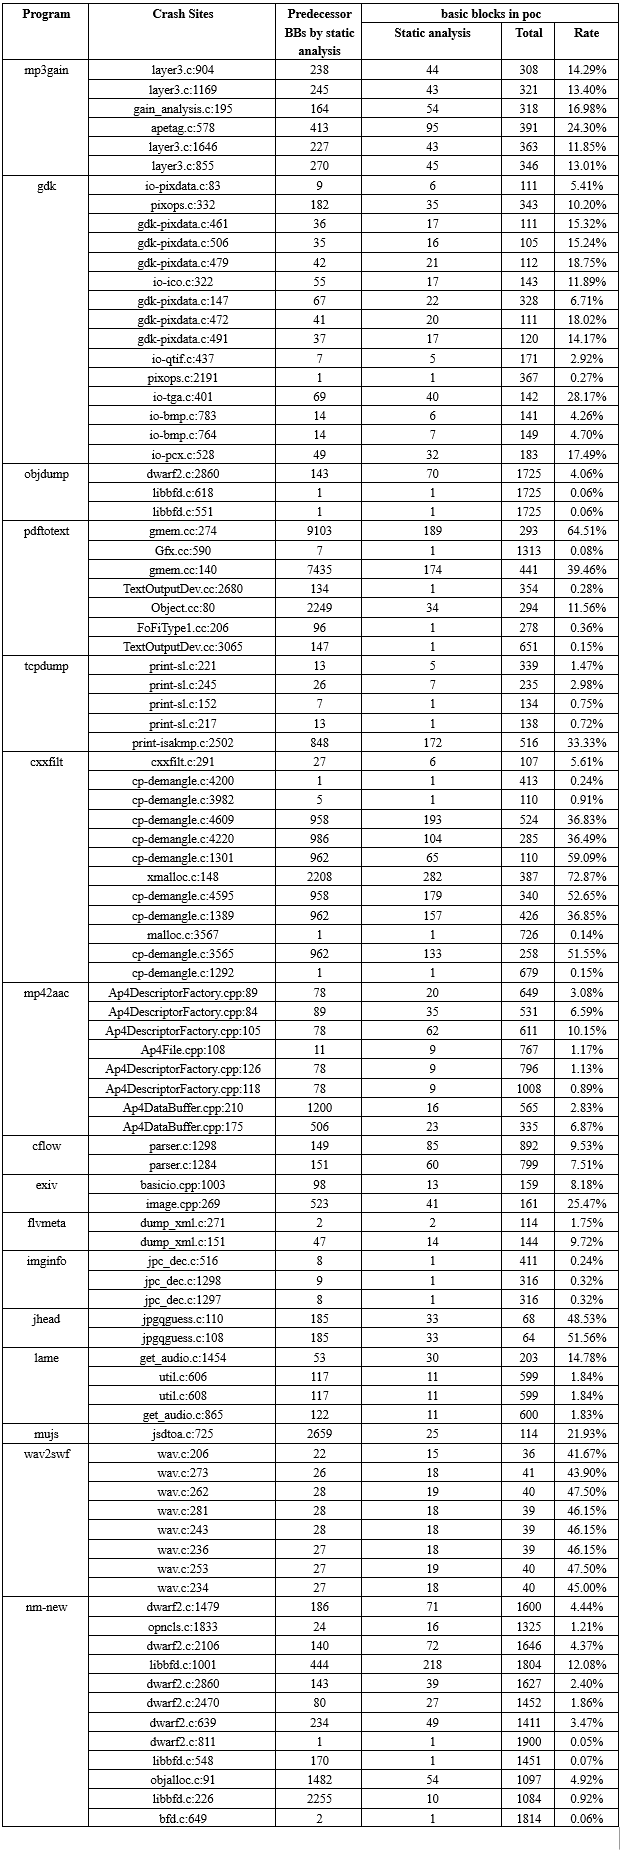 Program Crash Sites Predecessor BBs by static analysis basic blocks in poc
Static analysis Total Rate
mp3gain layer3.c:904 238 44 308 14.29%
layer3.c:1169 245 43 321 13.40%
gain_analysis.c:195 164 54 318 16.98%
apetag.c:578 413 95 391 24.30%
layer3.c:1646 227 43 363 11.85%
layer3.c:855 270 45 346 13.01%
gdk io-pixdata.c:83 9 6 111 5.41%
pixops.c:332 182 35 343 10.20%
gdk-pixdata.c:461 36 17 111 15.32%
gdk-pixdata.c:506 35 16 105 15.24%
gdk-pixdata.c:479 42 21 112 18.75%
io-ico.c:322 55 17 143 11.89%
gdk-pixdata.c:147 67 22 328 6.71%
gdk-pixdata.c:472 41 20 111 18.02%
gdk-pixdata.c:491 37 17 120 14.17%
io-qtif.c:437 7 5 171 2.92%
pixops.c:2191 1 1 367 0.27%
io-tga.c:401 69 40 142 28.17%
io-bmp.c:783 14 6 141 4.26%
io-bmp.c:764 14 7 149 4.70%
io-pcx.c:528 49 32 183 17.49%
objdump dwarf2.c:2860 143 70 1725 4.06%
libbfd.c:618 1 1 1725 0.06%
libbfd.c:551 1 1 1725 0.06%
pdftotext gmem.cc:274 9103 189 293 64.51%
Gfx.cc:590 7 1 1313 0.08%
gmem.cc:140 7435 174 441 39.46%
TextOutputDev.cc:2680 134 1 354 0.28%
Object.cc:80 2249 34 294 11.56%
FoFiType1.cc:206 96 1 278 0.36%
TextOutputDev.cc:3065 147 1 651 0.15%
tcpdump print-sl.c:221 13 5 339 1.47%
print-sl.c:245 26 7 235 2.98%
print-sl.c:152 7 1 134 0.75%
print-sl.c:217 13 1 138 0.72%
print-isakmp.c:2502 848 172 516 33.33%
cxxfilt cxxfilt.c:291 27 6 107 5.61%
cp-demangle.c:4200 1 1 413 0.24%
cp-demangle.c:3982 5 1 110 0.91%
cp-demangle.c:4609 958 193 524 36.83%
cp-demangle.c:4220 986 104 285 36.49%
cp-demangle.c:1301 962 65 110 59.09%
xmalloc.c:148 2208 282 387 72.87%
cp-demangle.c:4595 958 179 340 52.65%
cp-demangle.c:1389 962 157 426 36.85%
malloc.c:3567 1 1 726 0.14%
cp-demangle.c:3565 962 133 258 51.55%
cp-demangle.c:1292 1 1 679 0.15%
mp42aac Ap4DescriptorFactory.cpp:89 78 20 649 3.08%
Ap4DescriptorFactory.cpp:84 89 35 531 6.59%
Ap4DescriptorFactory.cpp:105 78 62 611 10.15%
Ap4File.cpp:108 11 9 767 1.17%
Ap4DescriptorFactory.cpp:126 78 9 796 1.13%
Ap4DescriptorFactory.cpp:118 78 9 1008 0.89%
Ap4DataBuffer.cpp:210 1200 16 565 2.83%
Ap4DataBuffer.cpp:175 506 23 335 6.87%
cflow parser.c:1298 149 85 892 9.53%
parser.c:1284 151 60 799 7.51%
exiv basicio.cpp:1003 98 13 159 8.18%
image.cpp:269 523 41 161 25.47%
flvmeta dump_xml.c:271 2 2 114 1.75%
dump_xml.c:151 47 14 144 9.72%
imginfo jpc_dec.c:516 8 1 411 0.24%
jpc_dec.c:1298 9 1 316 0.32%
jpc_dec.c:1297 8 1 316 0.32%
jhead jpgqguess.c:110 185 33 68 48.53%
jpgqguess.c:108 185 33 64 51.56%
lame get_audio.c:1454 53 30 203 14.78%
util.c:606 117 11 599 1.84%
util.c:608 117 11 599 1.84%
get_audio.c:865 122 11 600 1.83%
mujs jsdtoa.c:725 2659 25 114 21.93%
wav2swf wav.c:206 22 15 36 41.67%
wav.c:273 26 18 41 43.90%
wav.c:262 28 19 40 47.50%
wav.c:281 28 18 39 46.15%
wav.c:243 28 18 39 46.15%
wav.c:236 27 18 39 46.15%
wav.c:253 27 19 40 47.50%
wav.c:234 27 18 40 45.00%
nm-new dwarf2.c:1479 186 71 1600 4.44%
opncls.c:1833 24 16 1325 1.21%
dwarf2.c:2106 140 72 1646 4.37%
libbfd.c:1001 444 218 1804 12.08%
dwarf2.c:2860 143 39 1627 2.40%
dwarf2.c:2470 80 27 1452 1.86%
dwarf2.c:639 234 49 1411 3.47%
dwarf2.c:811 1 1 1900 0.05%
libbfd.c:548 170 1 1451 0.07%
objalloc.c:91 1482 54 1097 4.92%
libbfd.c:226 2255 10 1084 0.92%
bfd.c:649 2 1 1814 0.06%